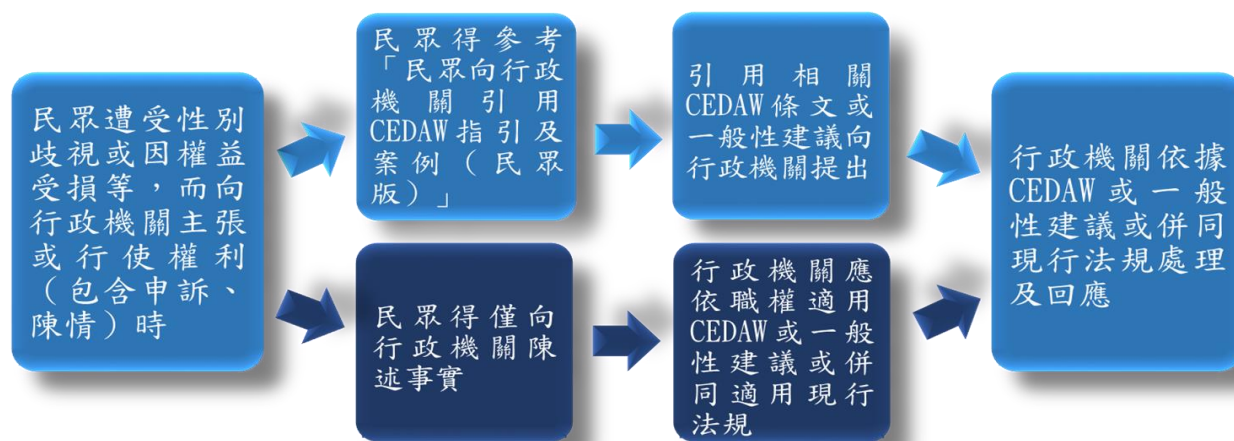 民眾遭受性別
歧視或因權益
受損等，而向
行政機關主張
或行使權利
（包含申訴、
陳情）時
民眾得參考
「民眾向行政
機關引用
CEDAW指引及
案例（民眾
版）」
引用相關
CEDAW條文或
一般性建議向
行政機關提出
民眾得僅向
行政機關陳
述事實
行政機關應
依職權適用
CEDAW或一般
性建議或併
同適用現行
法規
行政機關依據
CEDAW或一般
性建議或併同
現行法規處理
及回應